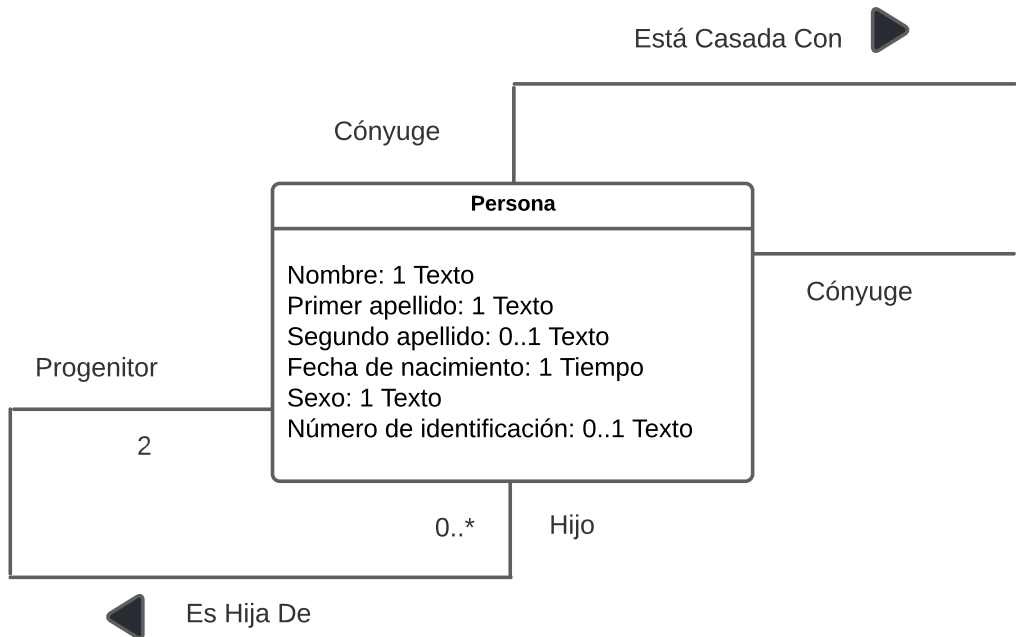 Está Casada Con
Cónyuge
Persona
Nombre: 1 Texto
Primer apellido: 1 Texto
Segundo apellido: 0..1 Texto
Fecha de nacimiento: 1 Tiempo
Sexo: 1 Texto
Número de identificación: 0..1 Texto
Cónyuge
Progenitor
2
0..*
Hijo
Es Hija De